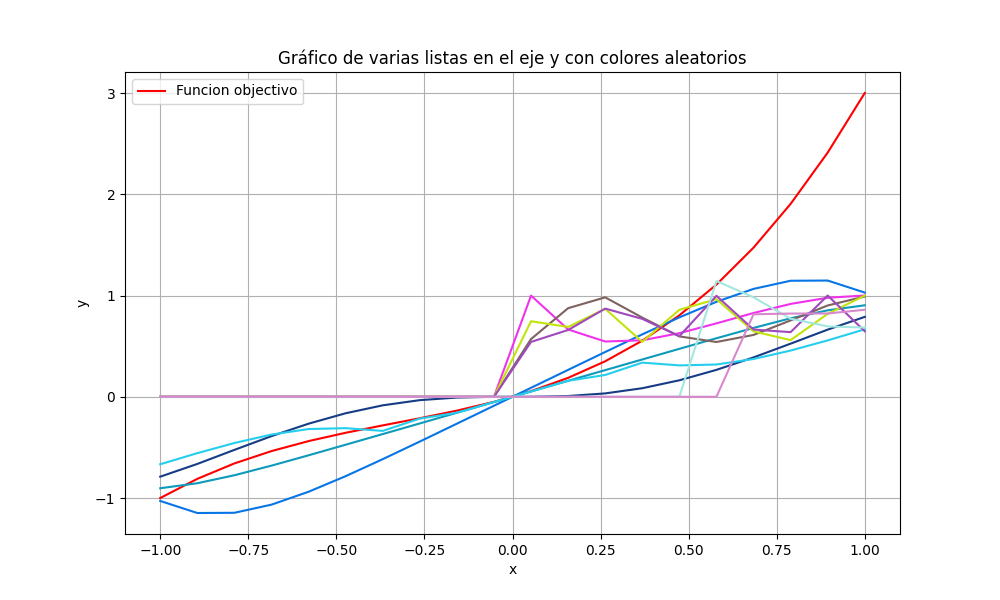 Gráfico de varias listas en el eje y con colores aleatorios
Funcion objectivo
3
2
1
0
−1
y
−1.00 −0.75 −0.50 −0.25 0.00 0.25 0.50 0.75 1.00
x